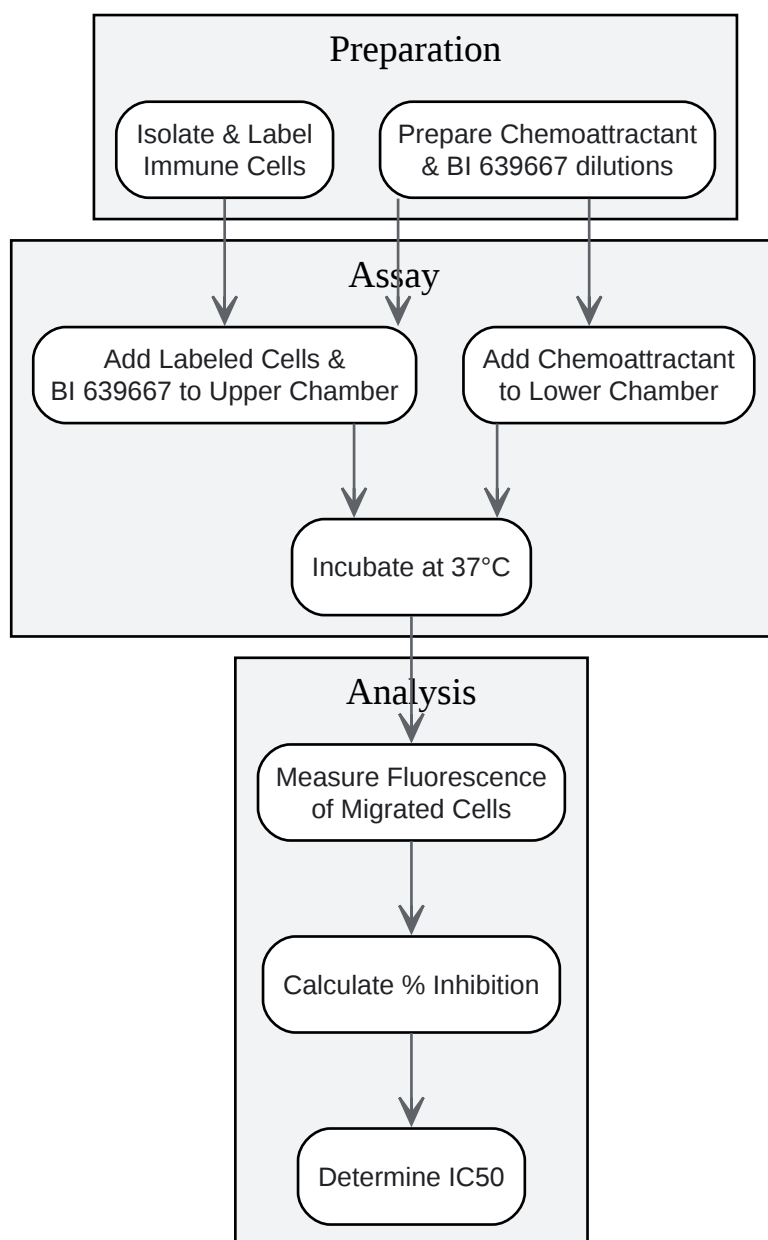 Preparation
Isolate & Label
Immune Cells
Prepare Chemoattractant
& BI 639667 dilutions
Assay
Add Labeled Cells &
BI 639667 to Upper Chamber
Add Chemoattractant
to Lower Chamber
Incubate at 37°C
Analysis
Measure Fluorescence
of Migrated Cells
Calculate % Inhibition
Determine IC50